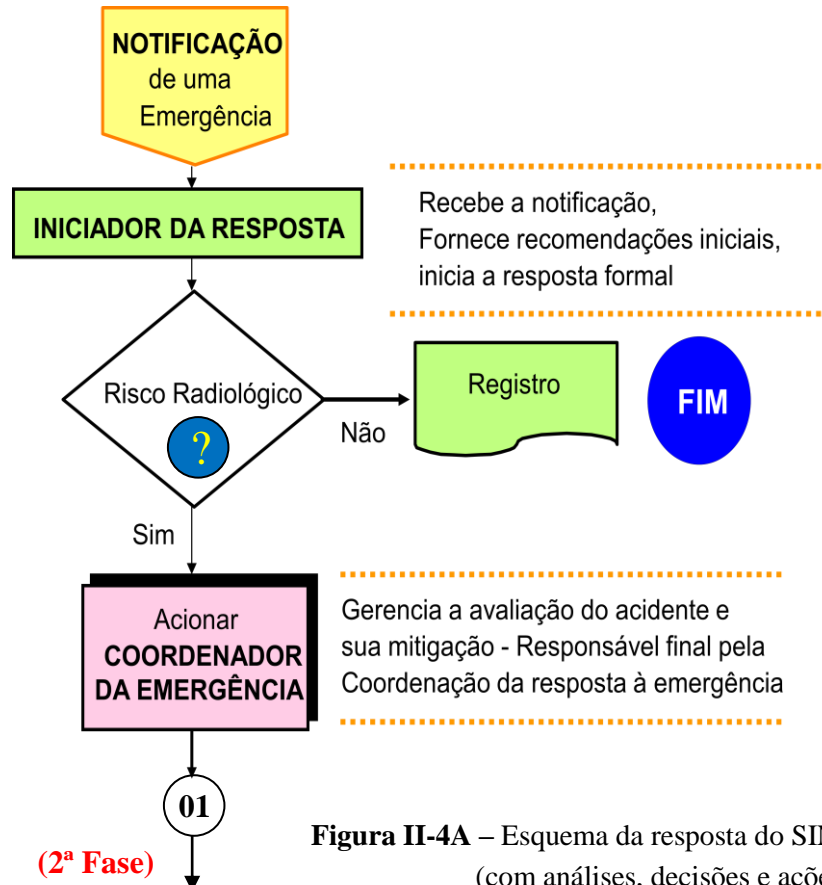 NOTIFICAÇÃO
de uma
Emergência
INICIADOR DA RESPOSTA
Recebe a notificação,
Fornece recomendações iniciais,
inicia a resposta formal
Risco Radiológico
?
Não
Registro
FIM
Sim
Acionar
COORDENADOR
DA EMERGÊNCIA
Gerencia a avaliação do acidente e
sua mitigação - Responsável final pela
Coordenação da resposta à emergência
01
(2ª Fase)
Figura II-4A – Esquema da resposta do
(com análises, decisões e